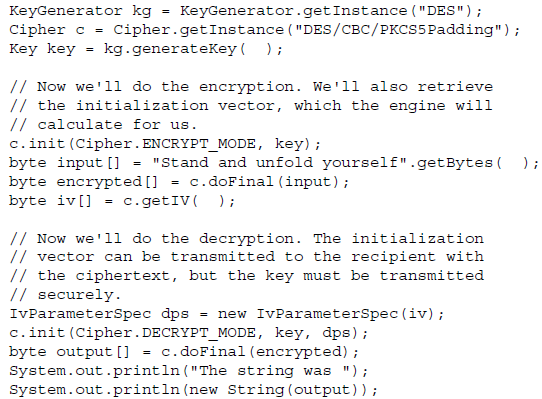 KeyGenerator kg = KeyGenerator.getInstance("DES");
Cipher c = Cipher.getInstance("DES/CBC/PKCS5Padding");
Key key = kg.generateKey(  );
// Now we'll do the encryption. We'll also retrieve
// the initialization vector, which the engine will
// calculate for us.
c.init(Cipher.ENCRYPT_MODE, key);
byte input[] = "Stand and unfold yourself".getBytes(  );
byte encrypted[] = c.doFinal(input);
byte iv[] = c.getIV(  );
// Now we'll do the decryption. The initialization
// vector can be transmitted to the recipient with
// the ciphertext, but the key must be transmitted
// securely.
IvParameterSpec dps = new IvParameterSpec(iv);
c.init(Cipher.DECRYPT_MODE, key, dps);
byte output[] = c.doFinal(encrypted);
System.out.println("The string was ");
System.out.println(new String(output));